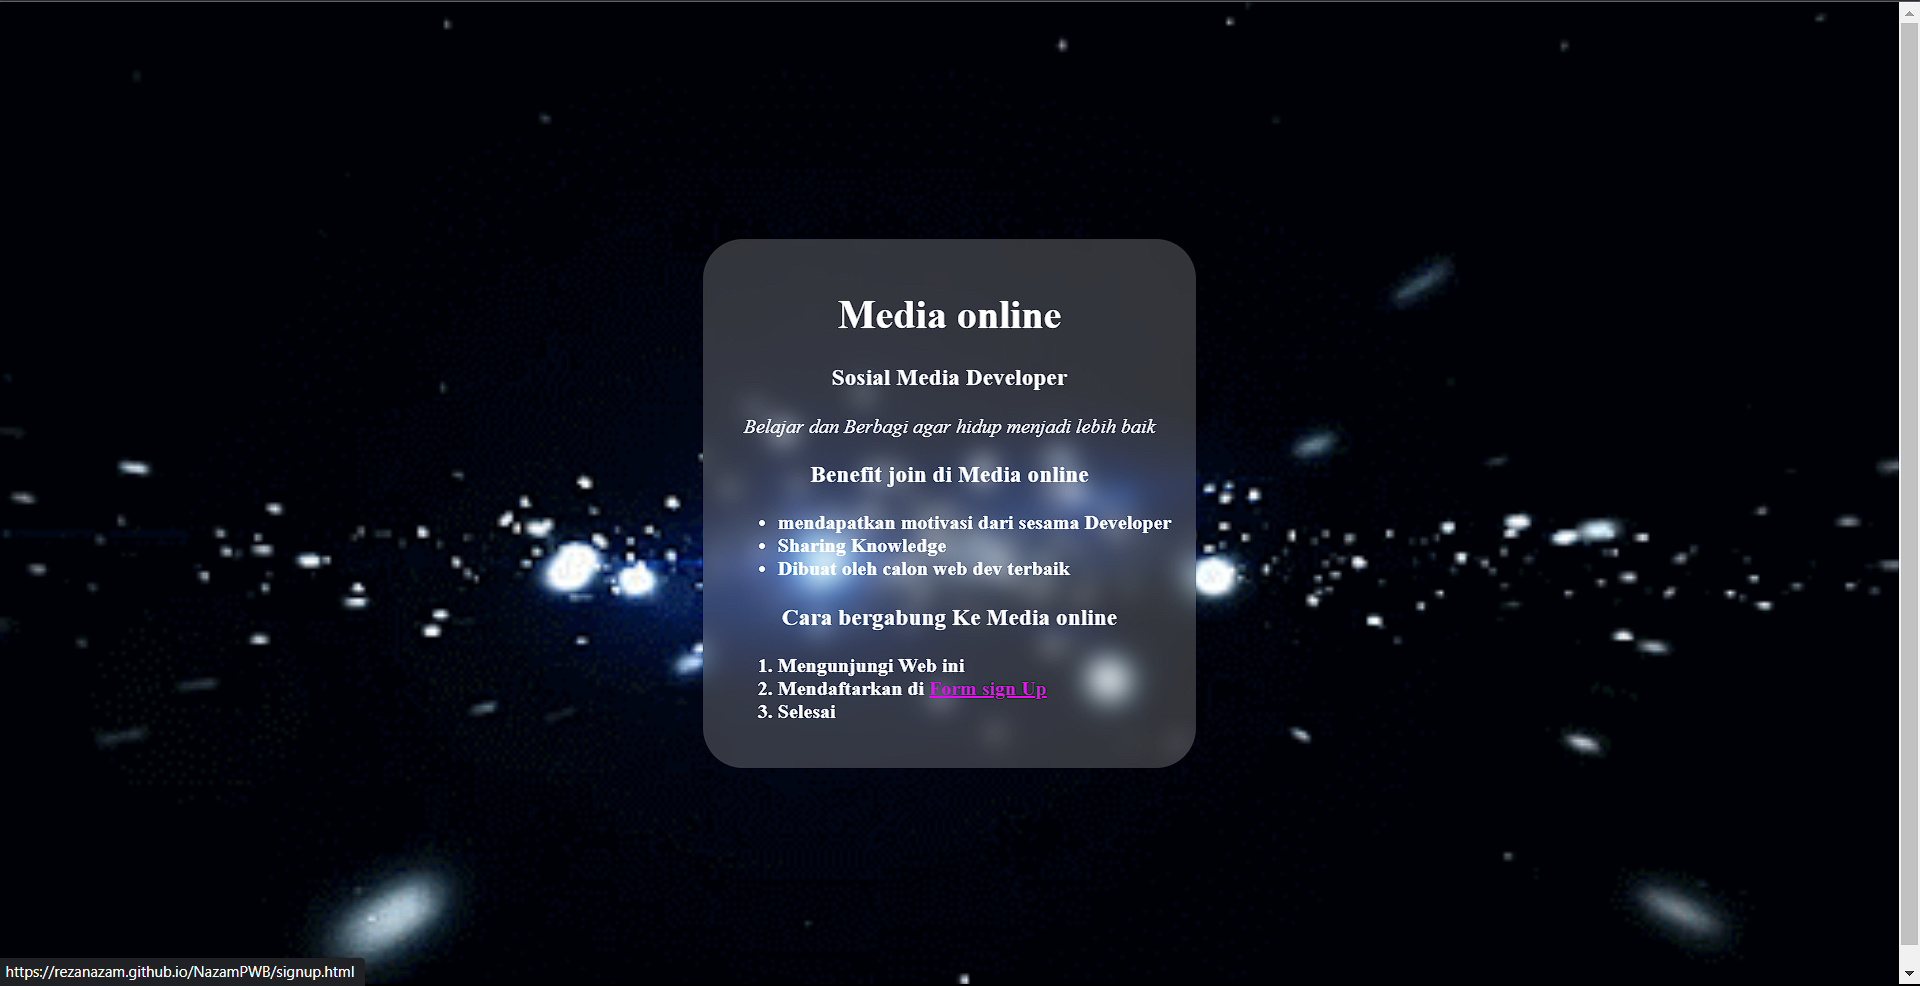 Media online
Sosial Media Developer
Belajar dan Berbagi agar hidup menjadi lebih baik
Benefit join di Media online
• mendapatkan motivasi dari sesama Developer
• Sharing Knowledge
• Dibuat oleh calon web dev terbaik
Cara bergabung Ke Media online
1. Mengunjungi Web ini
2. Mendaftarkan di Form sign Up
3. Selesai
https://rezanazam.github.io/NazamPWB/signup.html